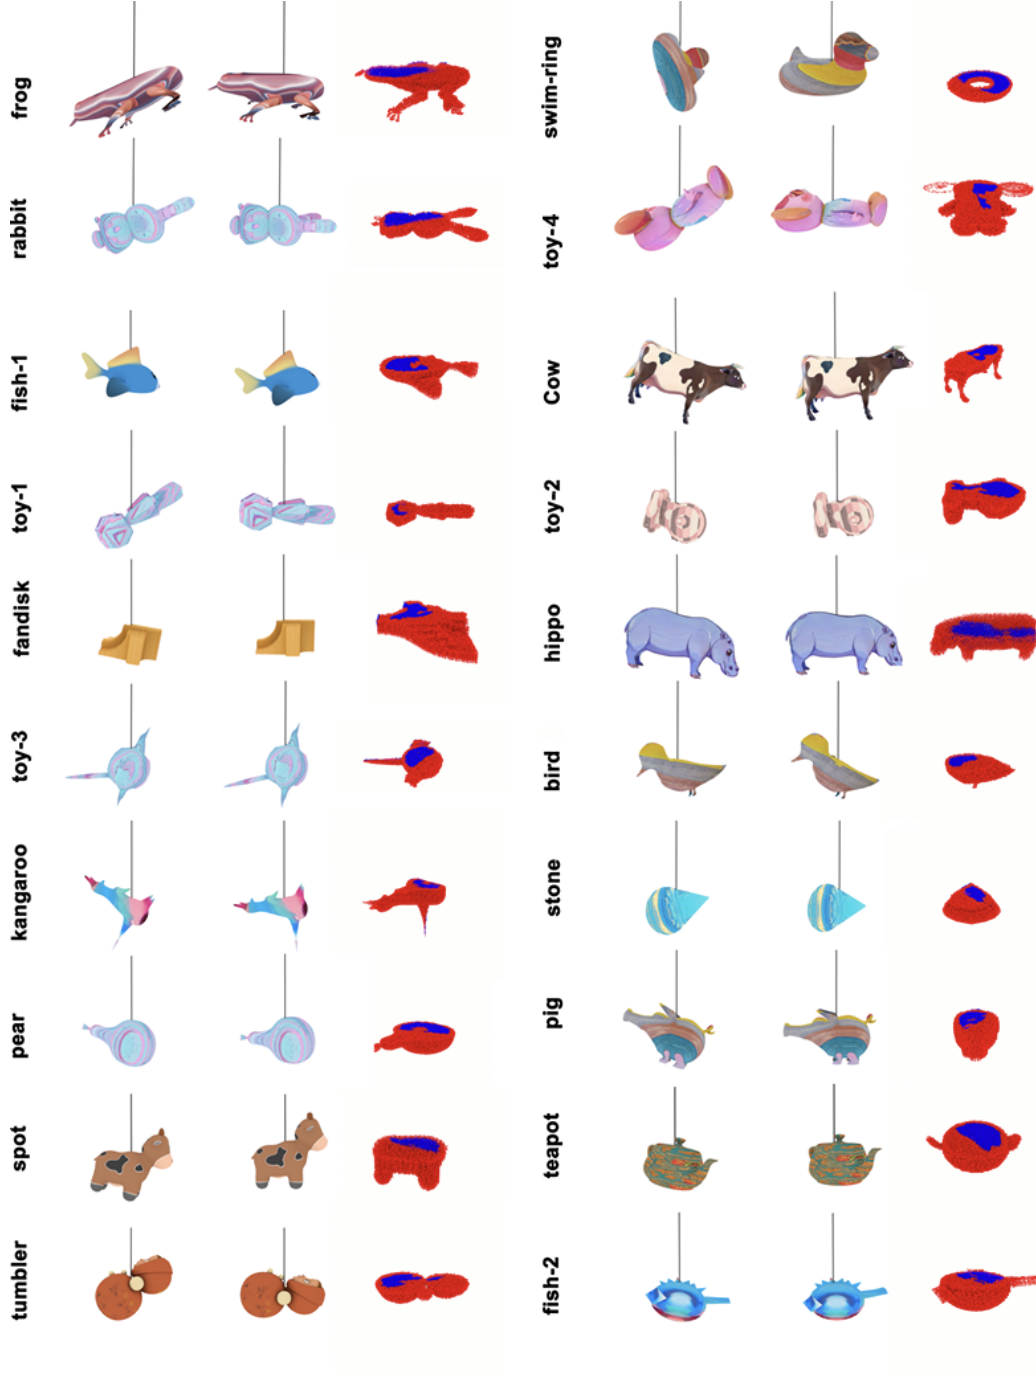 frog
rabbit
fish-1
toy-1
fandisk
toy-3
kangaroo
pear
spot
tumbler
swim-ring
toy-4
Cow
toy-2
hippo
bird
stone
pig
teapot
fish-2